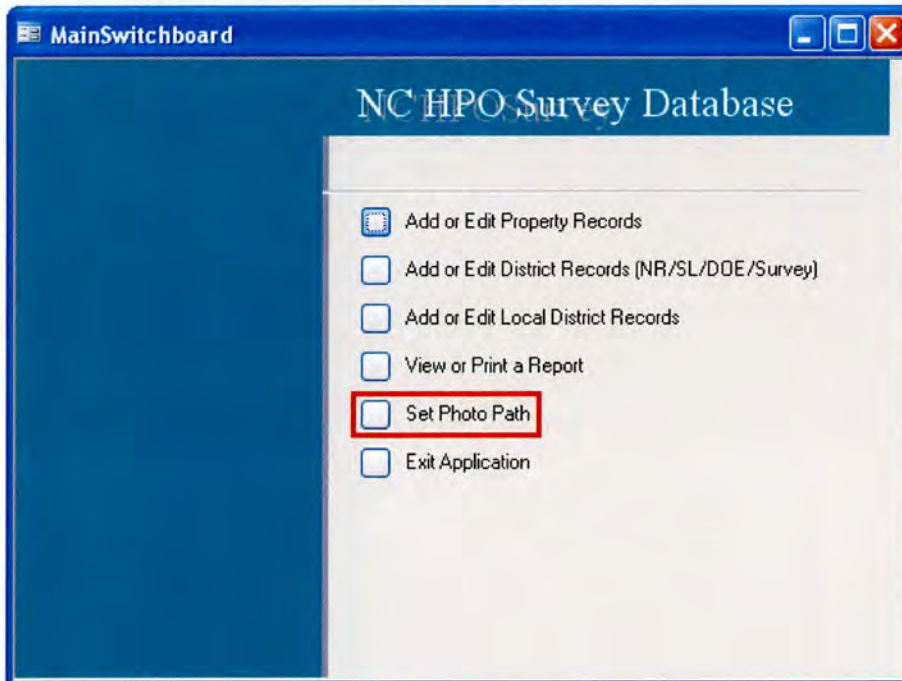 MainSwitchboard
NC HPO Survey Database
Add or Edit Property Records
Add or Edit District Records (NR/SL/DOE/Survey)
Add or Edit Local District Records
View or Print a Report
Set Photo Path
Exit Application